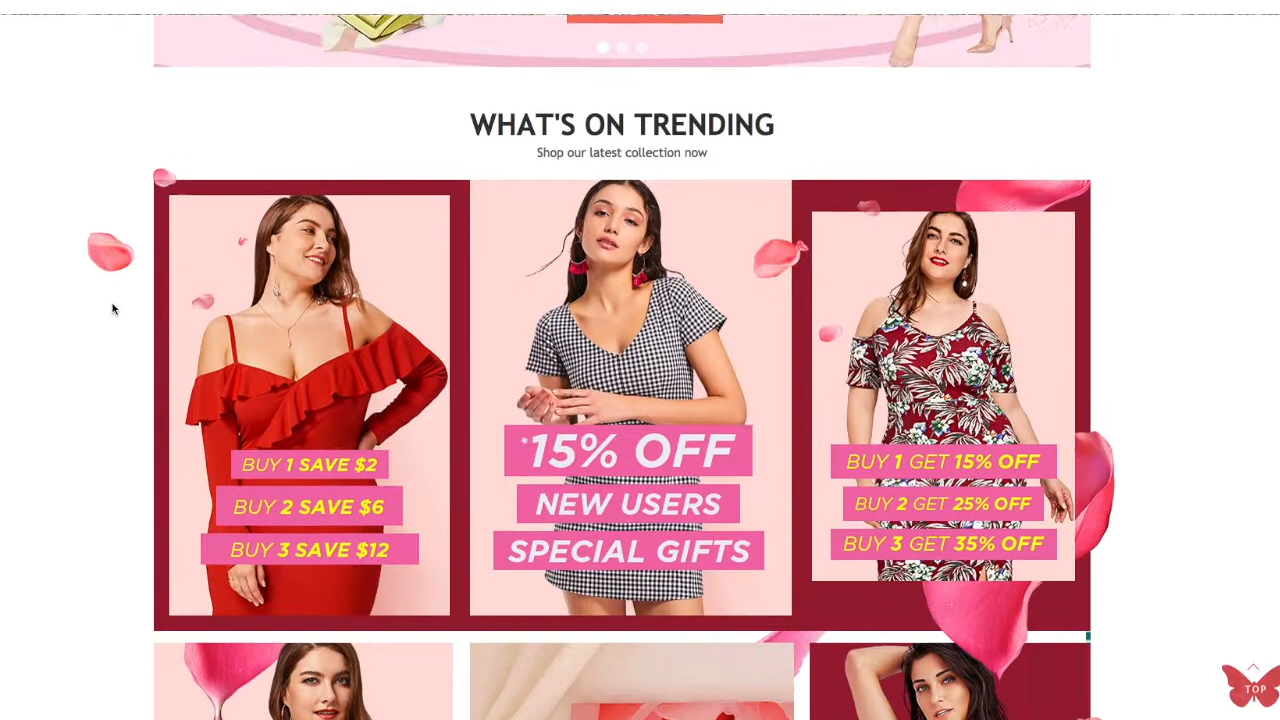 WHAT'S ON TRENDING
Shop our latest collection now
BUY 1 SAVE $2
BUY 2 SAVE $6
BUY 3 SAVE $12
*15% OFF
NEW USERS
SPECIAL GIFTS
BUY 1 GET 15% OFF
BUY 2 GET 25% OFF
BUY 3 GET 35% OFF
TOP